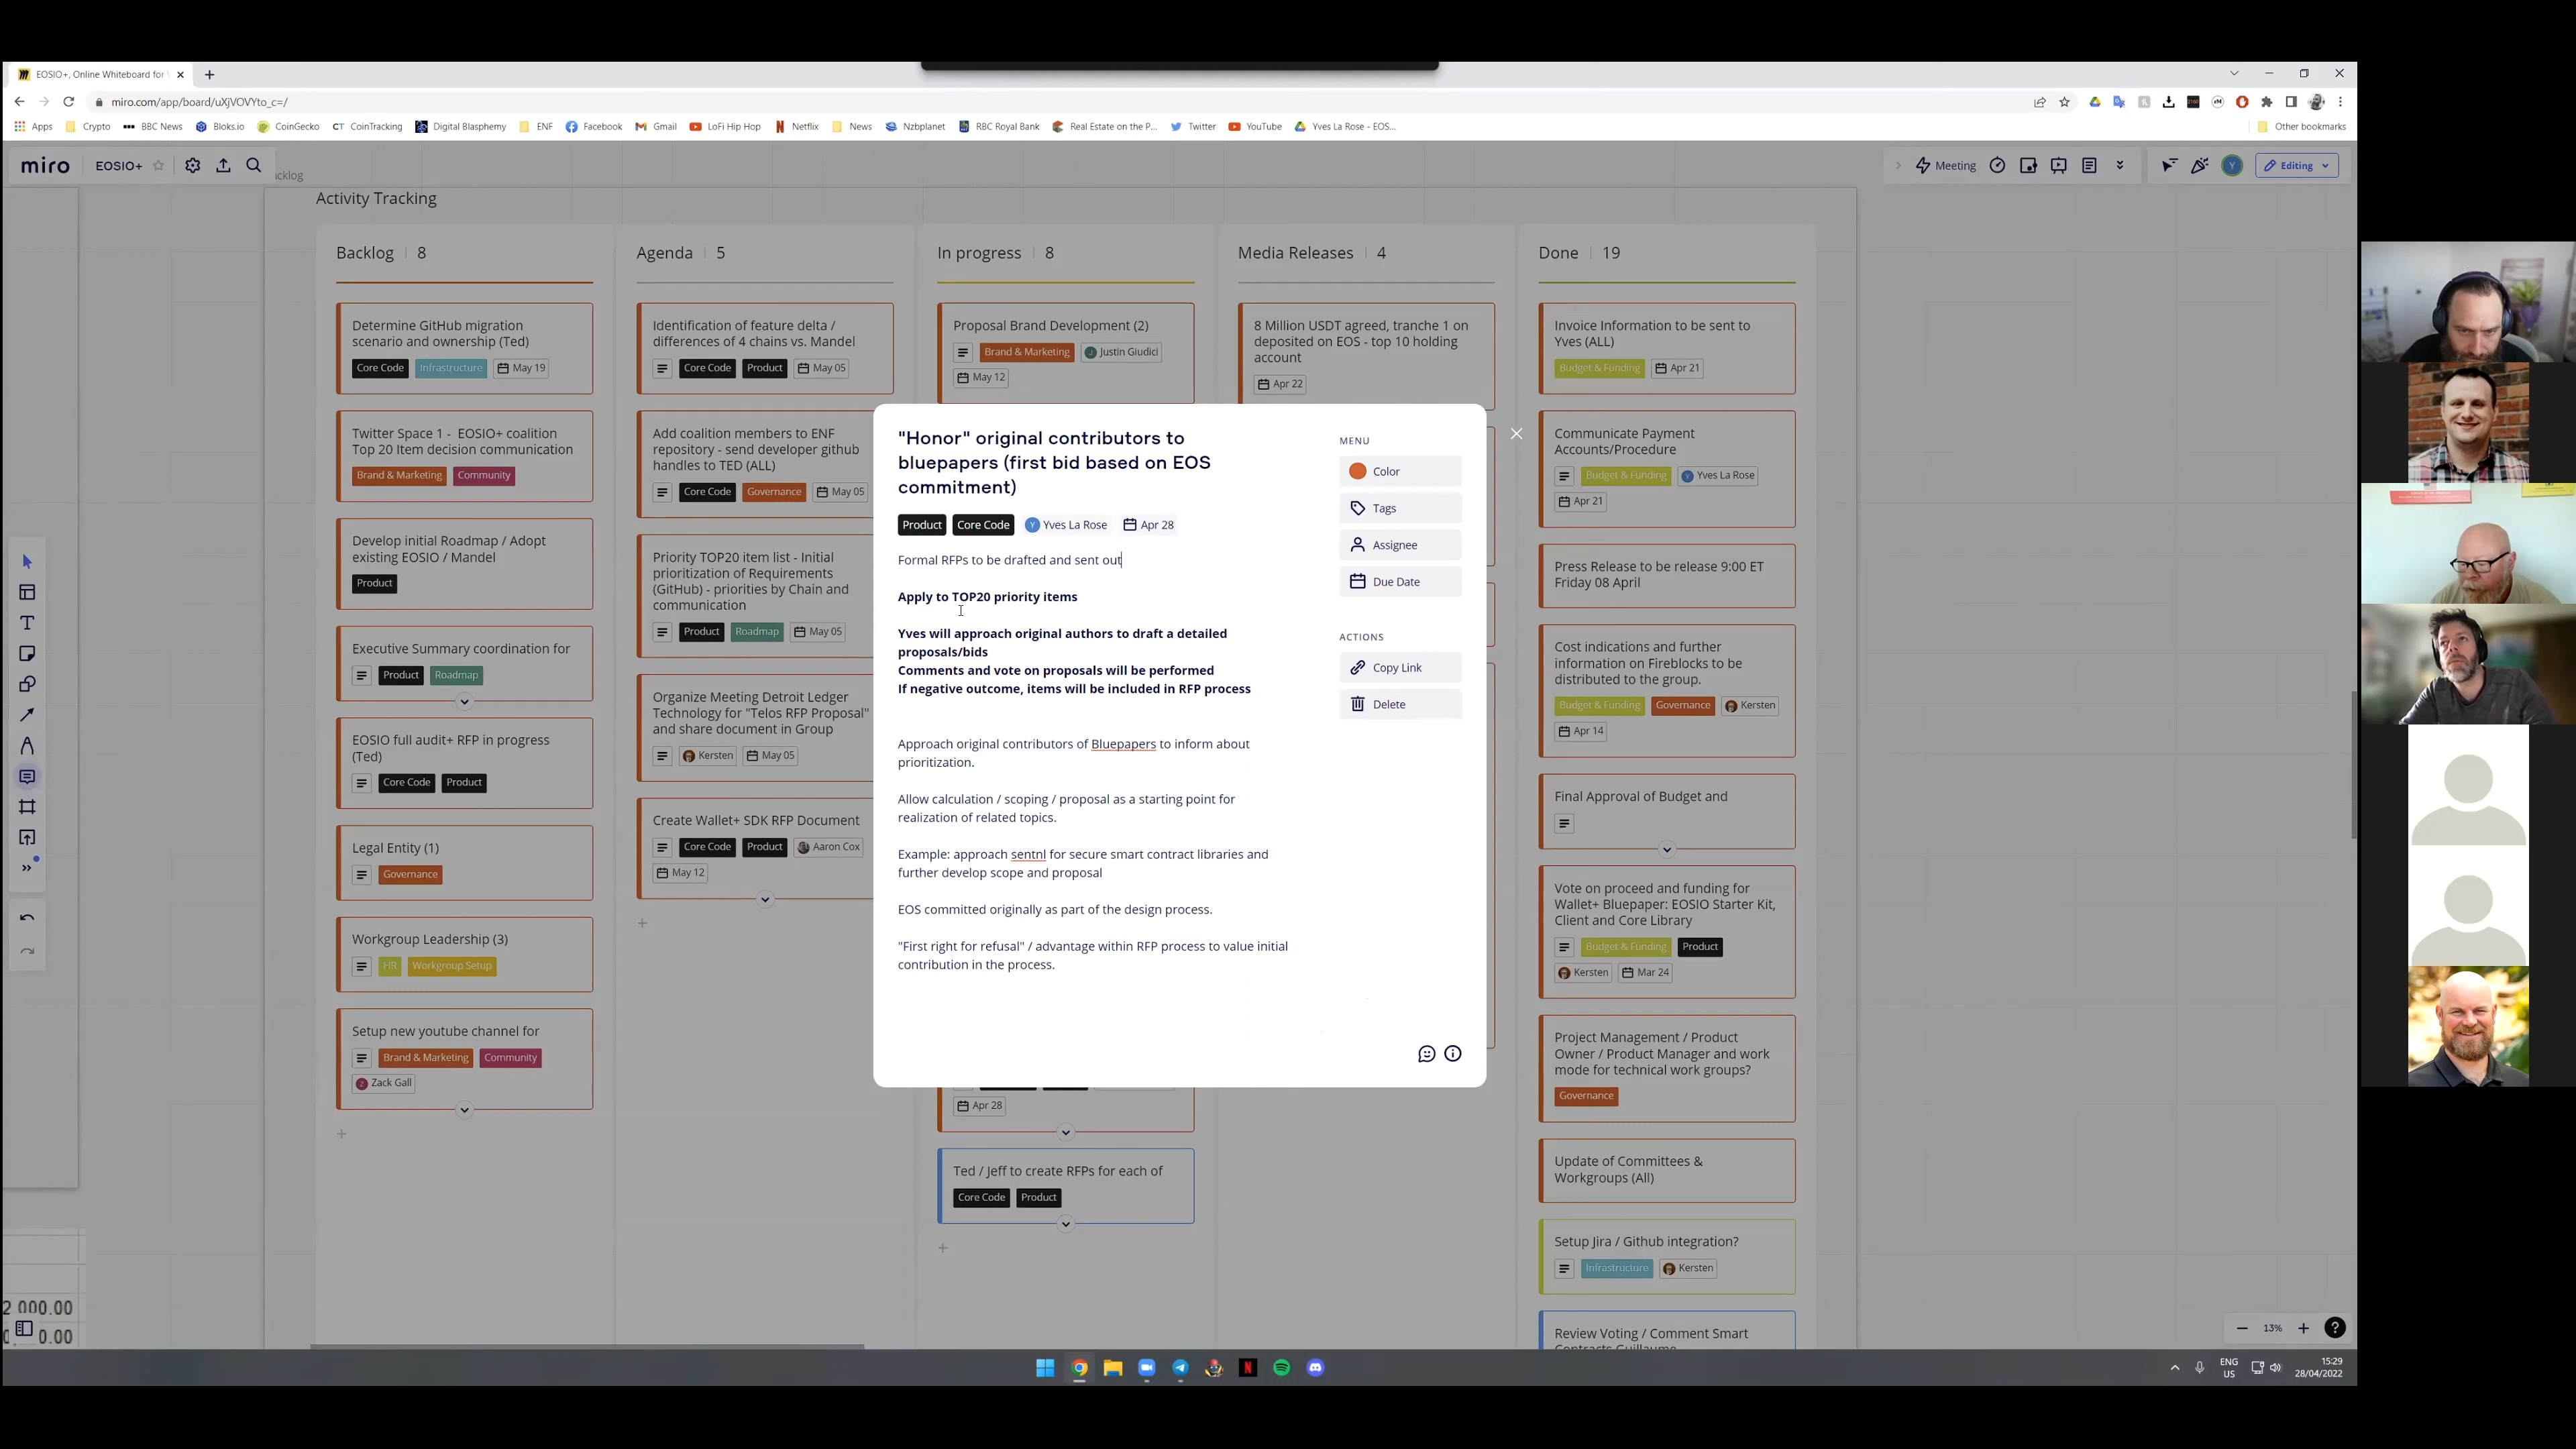 EOSIO+, Online Whiteboard for
miro.com/app/board/uXjVOVYto_c=/
Apps
Crypto
BBC News
Bloks.io
CoinGecko
CT CoinTracking
Digital Blasphemy
ENF
Facebook
Gmail
LoFi Hip Hop
Netflix
News
Nzbplanet
RBC Royal Bank
Real Estate on the P...
Twitter
YouTube
Yves La Rose - EOS...
Other bookmarks
miro
EOSIO+
Meeting
Y
Editing
Activity Tracking
Backlog | 8
Determine GitHub migration
scenario and ownership (Ted)
Core Code Infrastructure May 19
Twitter Space 1 - EOSIO+ coalition
Top 20 Item decision communication
Brand & Marketing Community
Develop initial Roadmap / Adopt
existing EOSIO / Mandel
Product
Executive Summary coordination for
Product Roadmap
EOSIO full audit+ RFP in progress
(Ted)
Core Code Product
Legal Entity (1)
Governance
Workgroup Leadership (3)
HR Workgroup Setup
Setup new youtube channel for
Brand & Marketing Community
Zack Gall
Agenda | 5
Identification of feature delta /
differences of 4 chains vs. Mandel
Core Code Product May 05
Add coalition members to ENF
repository - send developer github
handles to TED (ALL)
Core Code Governance May 05
Priority TOP20 item list - Initial
prioritization of Requirements
(GitHub) - priorities by Chain and
communication
Product Roadmap May 05
Organize Meeting Detroit Ledger
Technology for "Telos RFP Proposal"
and share document in Group
Kersten May 05
Create Wallet+ SDK RFP Document
Core Code Product Aaron Cox
May 12
In progress | 8
Proposal Brand Development (2)
Brand & Marketing Justin Giudici
May 12
"Honor" original contributors to
bluepapers (first bid based on EOS
commitment)
Product Core Code Y Yves La Rose Apr 28
Formal RFPs to be drafted and sent out
Apply to TOP20 priority items
Yves will approach original authors to draft a detailed
proposals/bids
Comments and vote on proposals will be performed
If negative outcome, items will be included in RFP process
Approach original contributors of Bluepapers to inform about
prioritization.
Allow calculation / scoping / proposal as a starting point for
realization of related topics.
Example: approach sentnl for secure smart contract libraries and
further develop scope and proposal
EOS committed originally as part of the design process.
"First right for refusal" / advantage within RFP process to value initial
contribution in the process.
MENU
Color
Tags
Assignee
Due Date
ACTIONS
Copy Link
Delete
Apr 28
Ted / Jeff to create RFPs for each of
Core Code Product
Media Releases | 4
8 Million USDT agreed, tranche 1 on
deposited on EOS - top 10 holding
account
Apr 22
Done | 19
Invoice Information to be sent to
Yves (ALL)
Budget & Funding Apr 21
Communicate Payment
Accounts/Procedure
Budget & Funding Yves La Rose
Apr 21
Press Release to be release 9:00 ET
Friday 08 April
Cost indications and further
information on Fireblocks to be
distributed to the group.
Budget & Funding Governance Kersten
Apr 14
Final Approval of Budget and
Vote on proceed and funding for
Wallet+ Bluepaper: EOSIO Starter Kit,
Client and Core Library
Budget & Funding Product
Kersten Mar 24
Project Management / Product
Owner / Product Manager and work
mode for technical work groups?
Governance
Update of Committees &
Workgroups (All)
Setup Jira / Github integration?
Infrastructure Kersten
Review Voting / Comment Smart
2 000.00
0.00
13%
ENG
US
15:29
28/04/2022